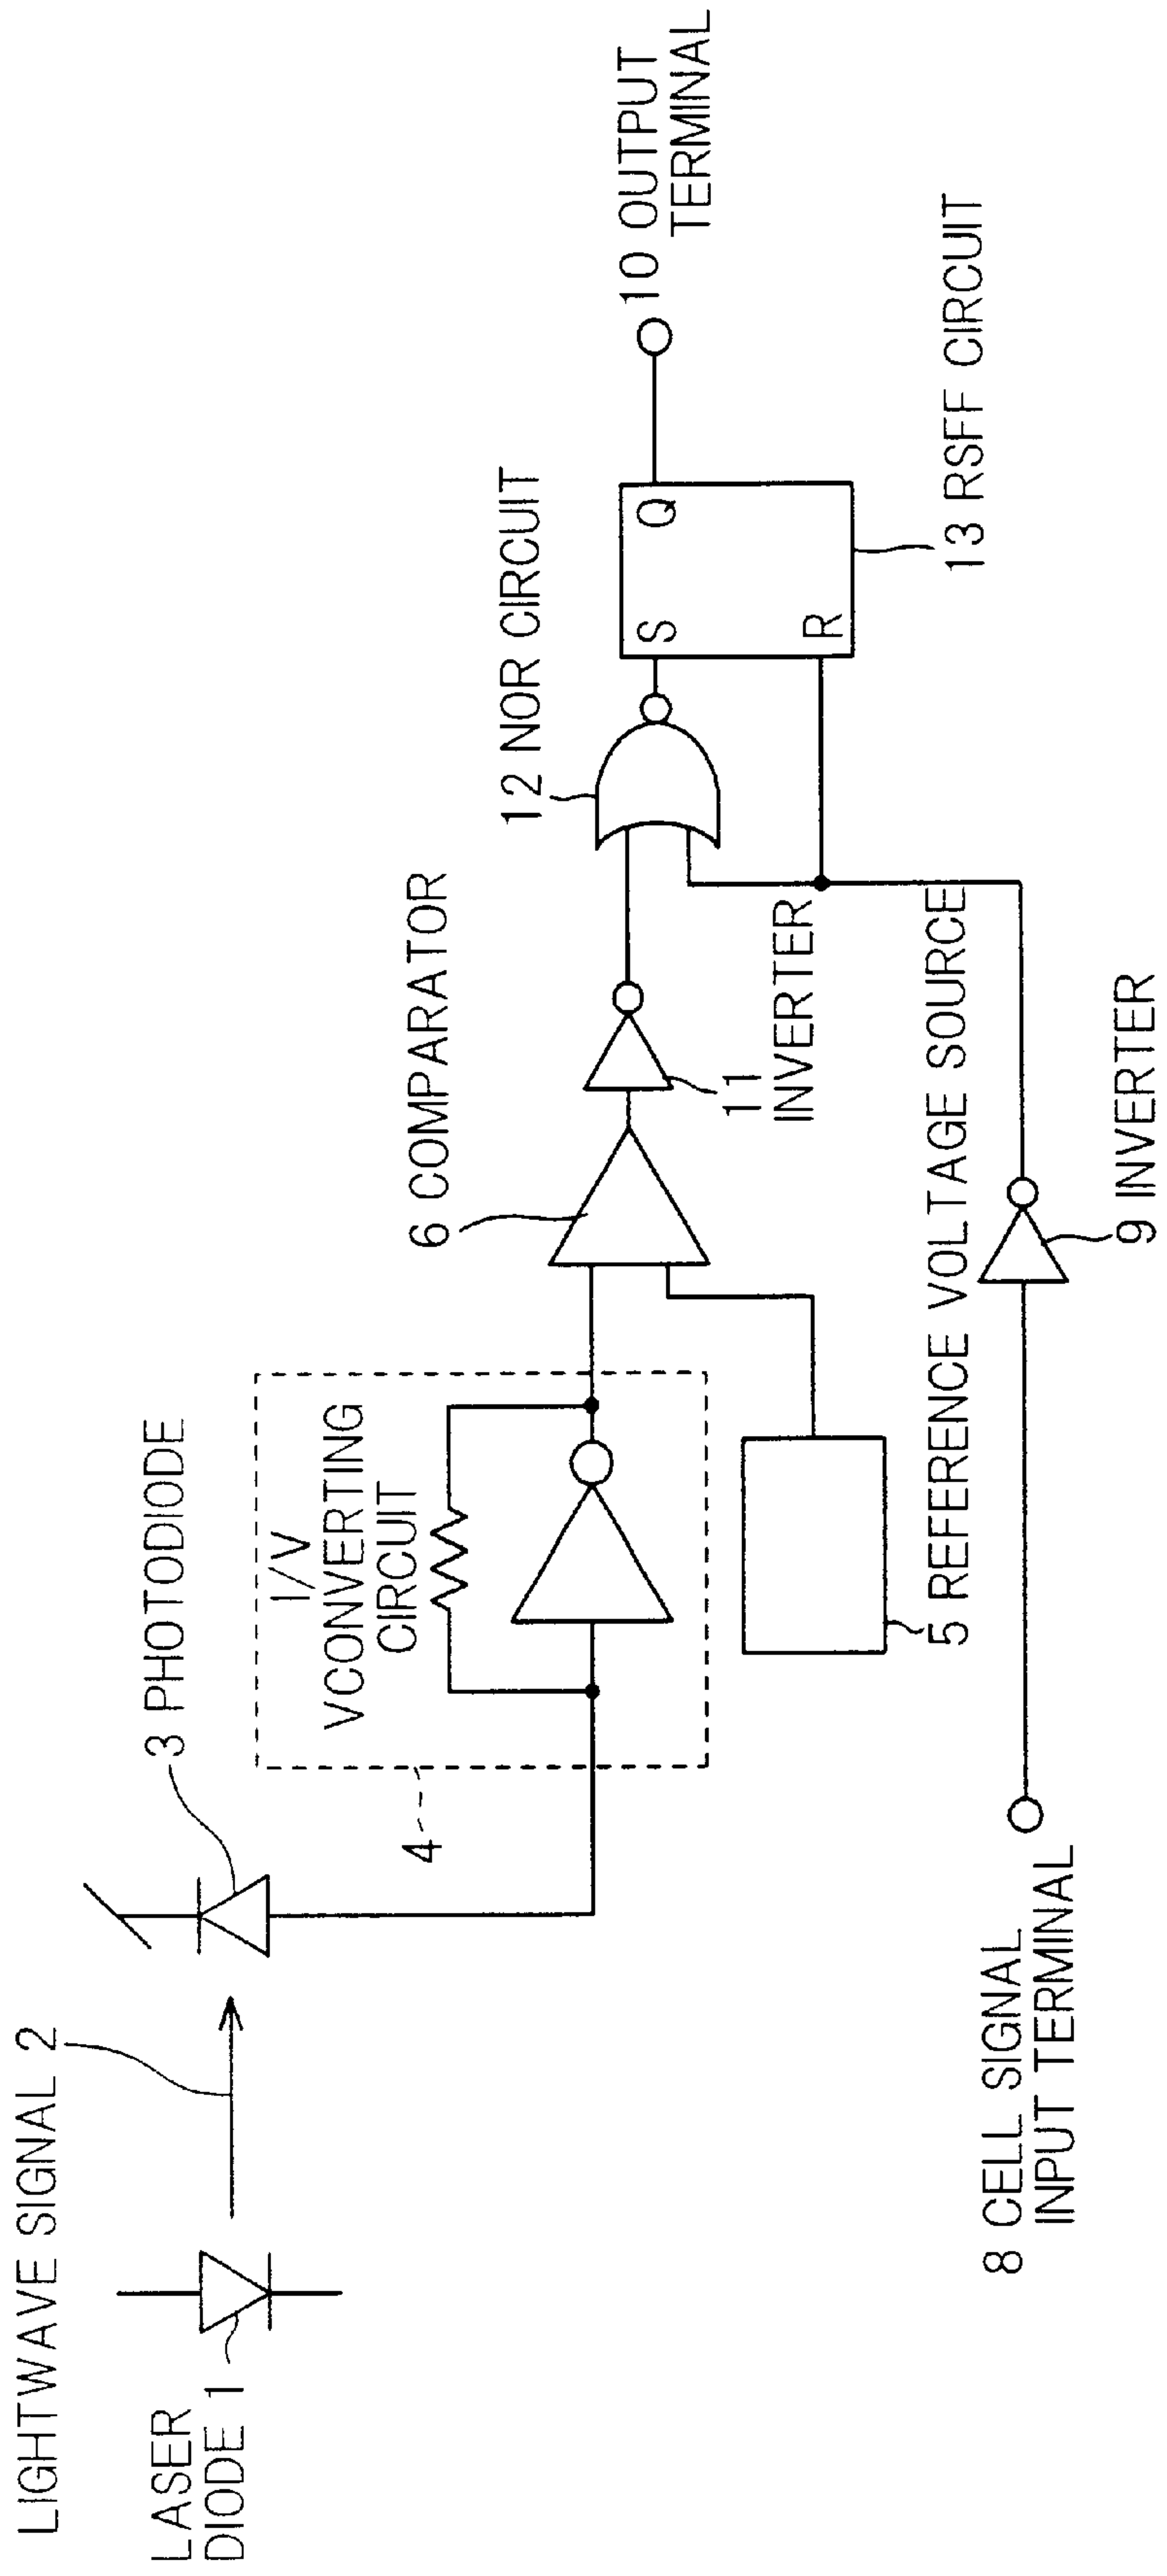 LIGHTWAVE SIGNAL 2
LASER
DIODE 1
3 PHOTODIODE
4
I/V
VCONVERTING
CIRCUIT
6 COMPARATOR
12 NOR CIRCUIT
10 OUTPUT
TERMINAL
S
Q
R
13 RSFF CIRCUIT
11
INVERTER
5 REFERENCE VOLTAGE SOURCE
8 CELL SIGNAL
INPUT TERMINAL
9 INVERTER